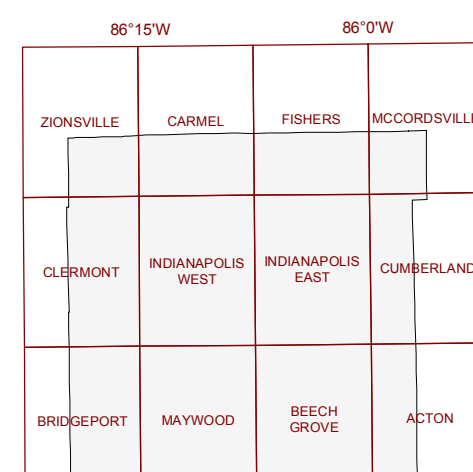 86°15'W
86°0'W
ZIONSVILLE
CARMEL
FISHERS
MCCORDSVILLE
CLERMONT
INDIANAPOLIS
WEST
INDIANAPOLIS
EAST
CUMBERLAND
BRIDGEPORT
MAYWOOD
BEECH
GROVE
ACTON